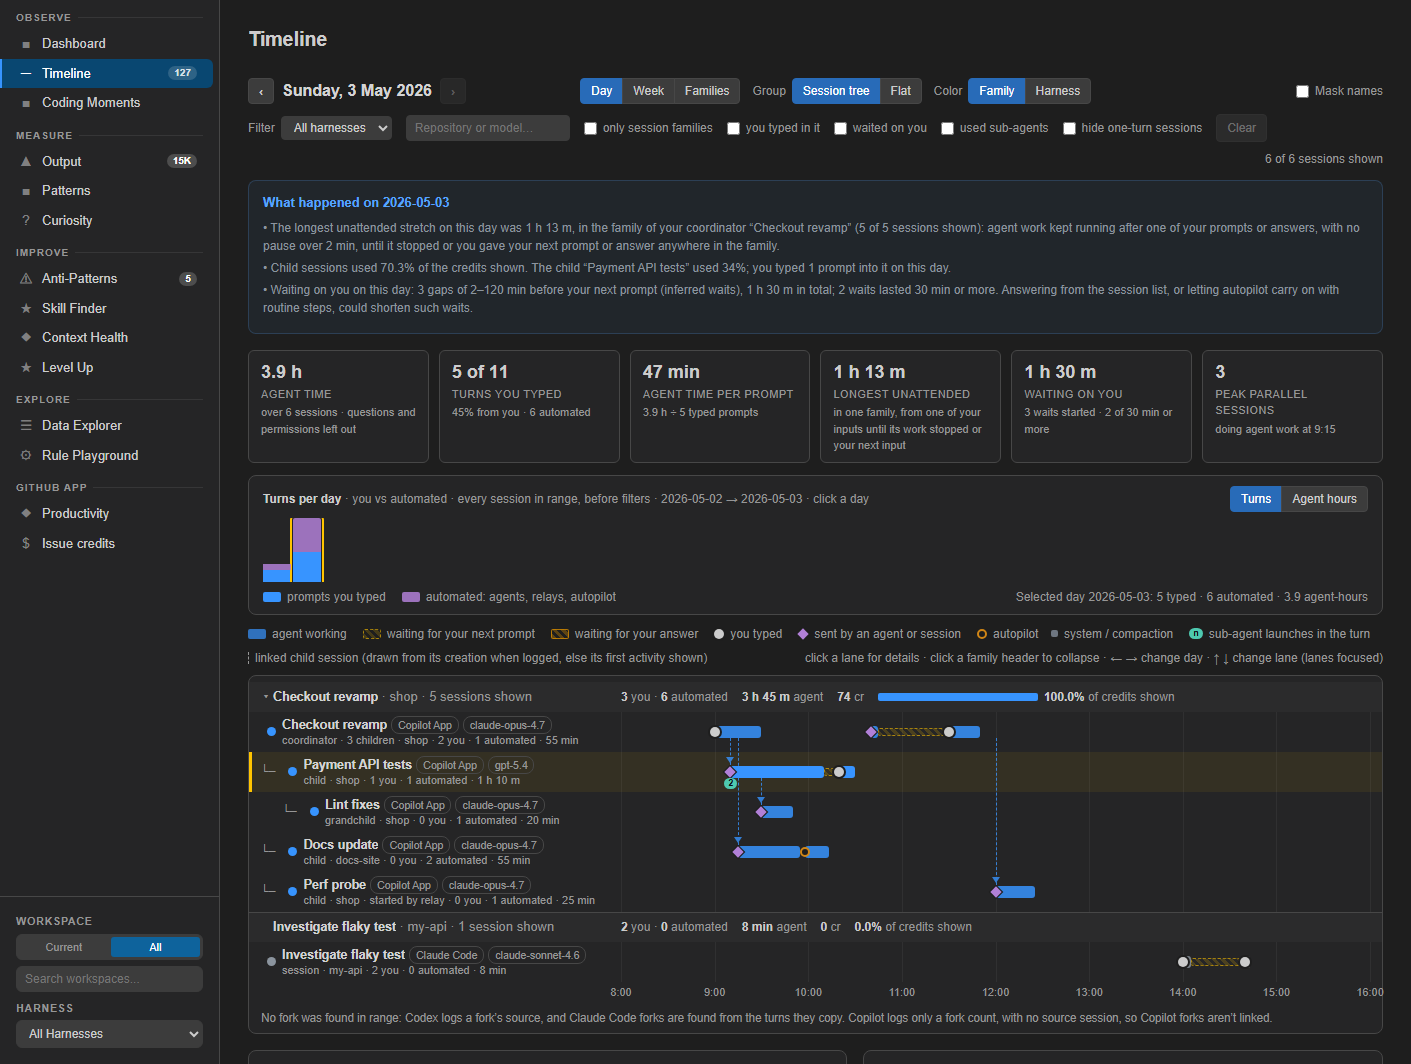 OBSERVE
Dashboard
Timeline 127
Coding Moments
MEASURE
Output 15K
Patterns
? Curiosity
IMPROVE
Anti-Patterns 5
Skill Finder
Context Health
Level Up
EXPLORE
Data Explorer
Rule Playground
GITHUB APP
Productivity
$ Issue credits
WORKSPACE
Current All
Search workspaces...
HARNESS
All Harnesses
Timeline
‹ Sunday, 3 May 2026 › Day Week Families Group Session tree Flat Color Family Harness Mask names
Filter All harnesses Repository or model... only session families you typed in it waited on you used sub-agents hide one-turn sessions Clear
6 of 6 sessions shown
What happened on 2026-05-03
• The longest unattended stretch on this day was 1 h 13 m, in the family of your coordinator “Checkout revamp” (5 of 5 sessions shown): agent work kept running after one of your prompts or answers, with no
pause over 2 min, until it stopped or you gave your next prompt or answer anywhere in the family.
• Child sessions used 70.3% of the credits shown. The child “Payment API tests” used 34%; you typed 1 prompt into it on this day.
• Waiting on you on this day: 3 gaps of 2–120 min before your next prompt (inferred waits), 1 h 30 m in total; 2 waits lasted 30 min or more. Answering from the session list, or letting autopilot carry on with
routine steps, could shorten such waits.
3.9 h
AGENT TIME
over 6 sessions · questions and
permissions left out
5 of 11
TURNS YOU TYPED
45% from you · 6 automated
47 min
AGENT TIME PER PROMPT
3.9 h ÷ 5 typed prompts
1 h 13 m
LONGEST UNATTENDED
in one family, from one of your
inputs until its work stopped or
your next input
1 h 30 m
WAITING ON YOU
3 waits started · 2 of 30 min or
more
3
PEAK PARALLEL
SESSIONS
doing agent work at 9:15
Turns per day · you vs automated · every session in range, before filters · 2026-05-02 → 2026-05-03 · click a day Turns Agent hours
prompts you typed automated: agents, relays, autopilot Selected day 2026-05-03: 5 typed · 6 automated · 3.9 agent-hours
agent working waiting for your next prompt waiting for your answer you typed sent by an agent or session autopilot system / compaction n sub-agent launches in the turn
linked child session (drawn from its creation when logged, else its first activity shown) click a lane for details · click a family header to collapse · ← → change day · ↑ ↓ change lane (lanes focused)
Checkout revamp · shop · 5 sessions shown 3 you · 6 automated 3 h 45 m agent 74 cr 100.0% of credits shown
Checkout revamp Copilot App claude-opus-4.7
coordinator · 3 children · shop · 2 you · 1 automated · 55 min
Payment API tests Copilot App gpt-5.4
child · shop · 1 you · 1 automated · 1 h 10 m
2
Lint fixes Copilot App claude-opus-4.7
grandchild · shop · 0 you · 1 automated · 20 min
Docs update Copilot App claude-opus-4.7
child · docs-site · 0 you · 2 automated · 55 min
Perf probe Copilot App claude-opus-4.7
child · shop · started by relay · 0 you · 1 automated · 25 min
Investigate flaky test · my-api · 1 session shown 2 you · 0 automated 8 min agent 0 cr 0.0% of credits shown
Investigate flaky test Claude Code claude-sonnet-4.6
session · my-api · 2 you · 0 automated · 8 min
8:00 9:00 10:00 11:00 12:00 13:00 14:00 15:00 16:00
No fork was found in range: Codex logs a fork's source, and Claude Code forks are found from the turns they copy. Copilot logs only a fork count, with no source session, so Copilot forks aren't linked.